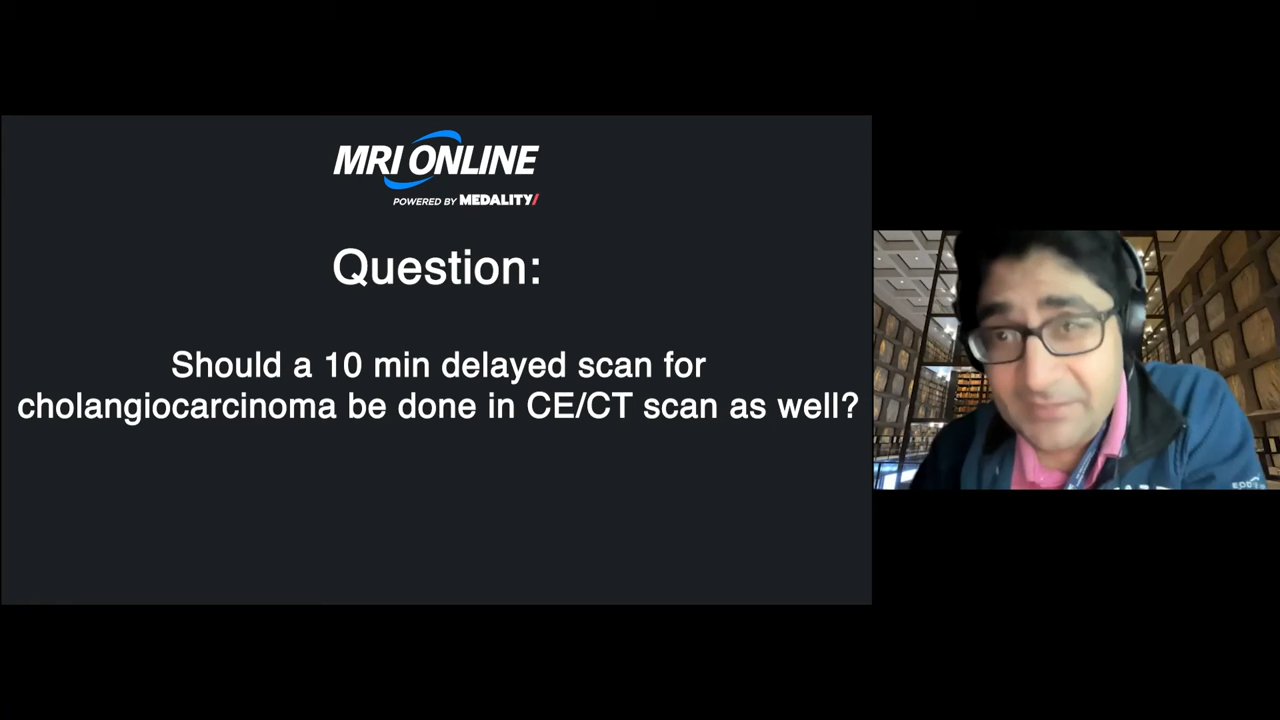 MRI ONLINE
POWERED BY MEDALITY/
Question:
Should a 10 min delayed scan for
cholangiocarcinoma be done in CE/CT scan as well?